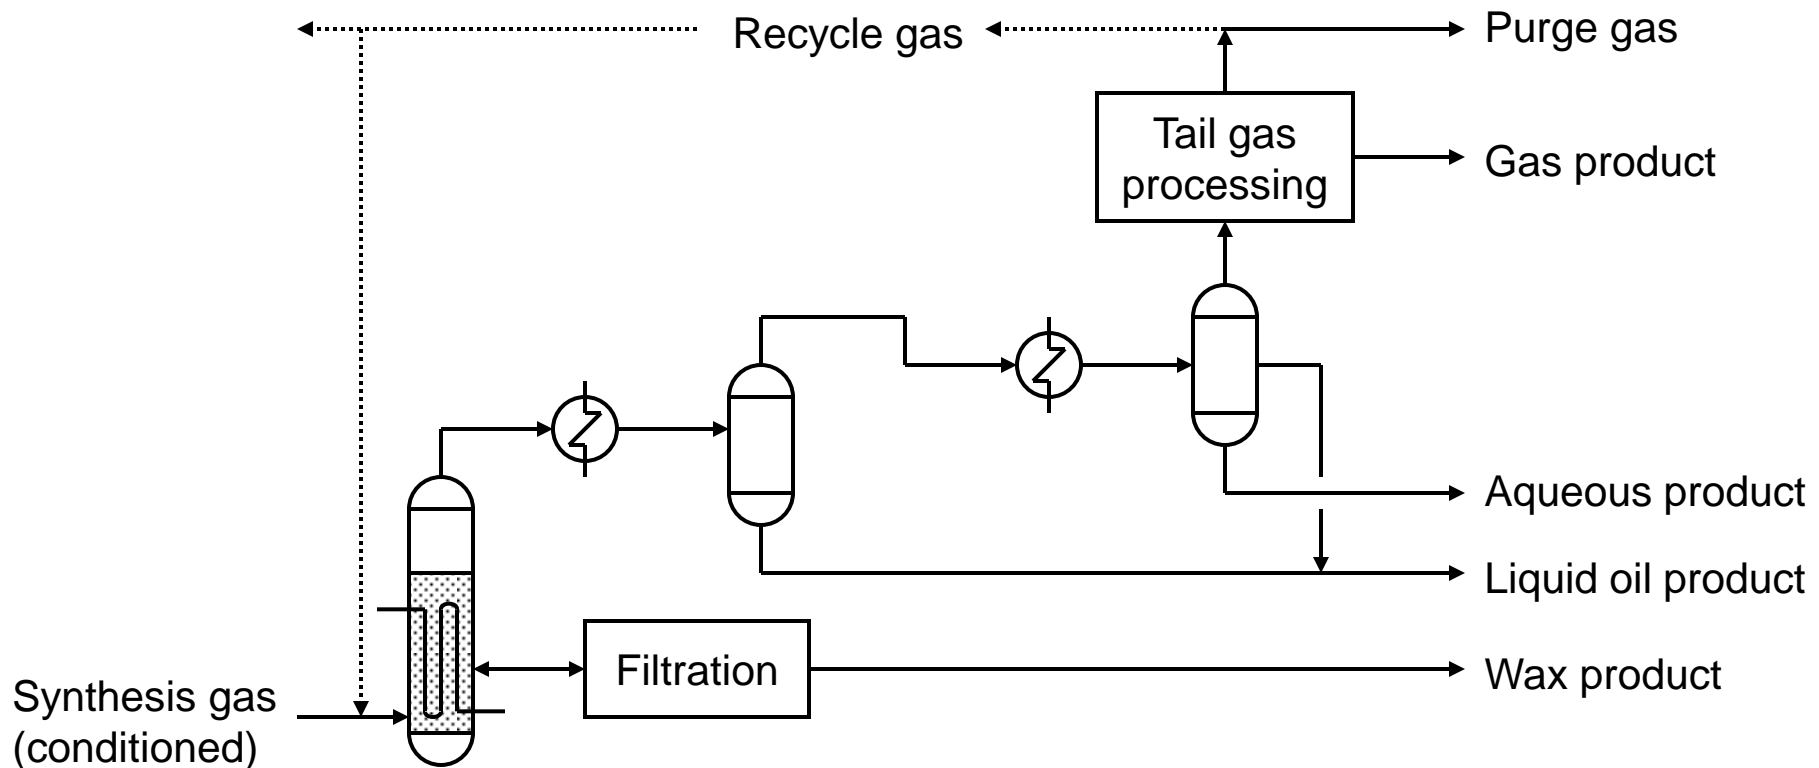 Recycle gas
Purge gas
Tail gas
processing
Gas product
Aqueous product
Liquid oil product
Filtration
Wax product
Synthesis gas
(conditioned)